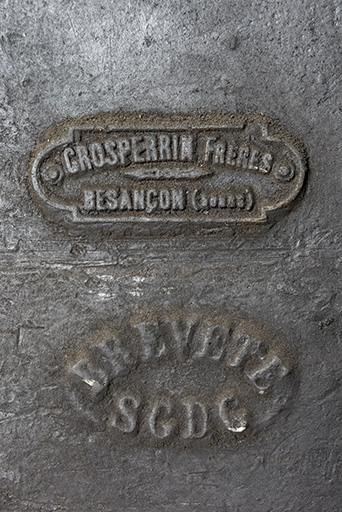 GROSPERRIN FRERES
BESANÇON (DOUBS)
BREVETE
SGDG